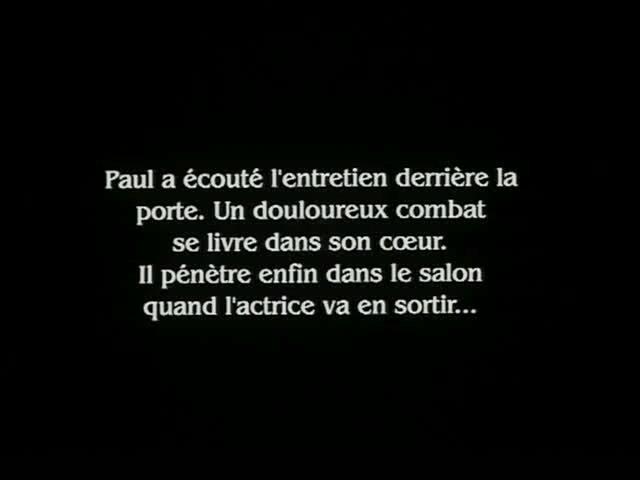 Paul a écouté l'entretien derrière la
porte. Un douloureux combat
se livre dans son cœur.
Il pénètre enfin dans le salon
quand l'actrice va en sortir...